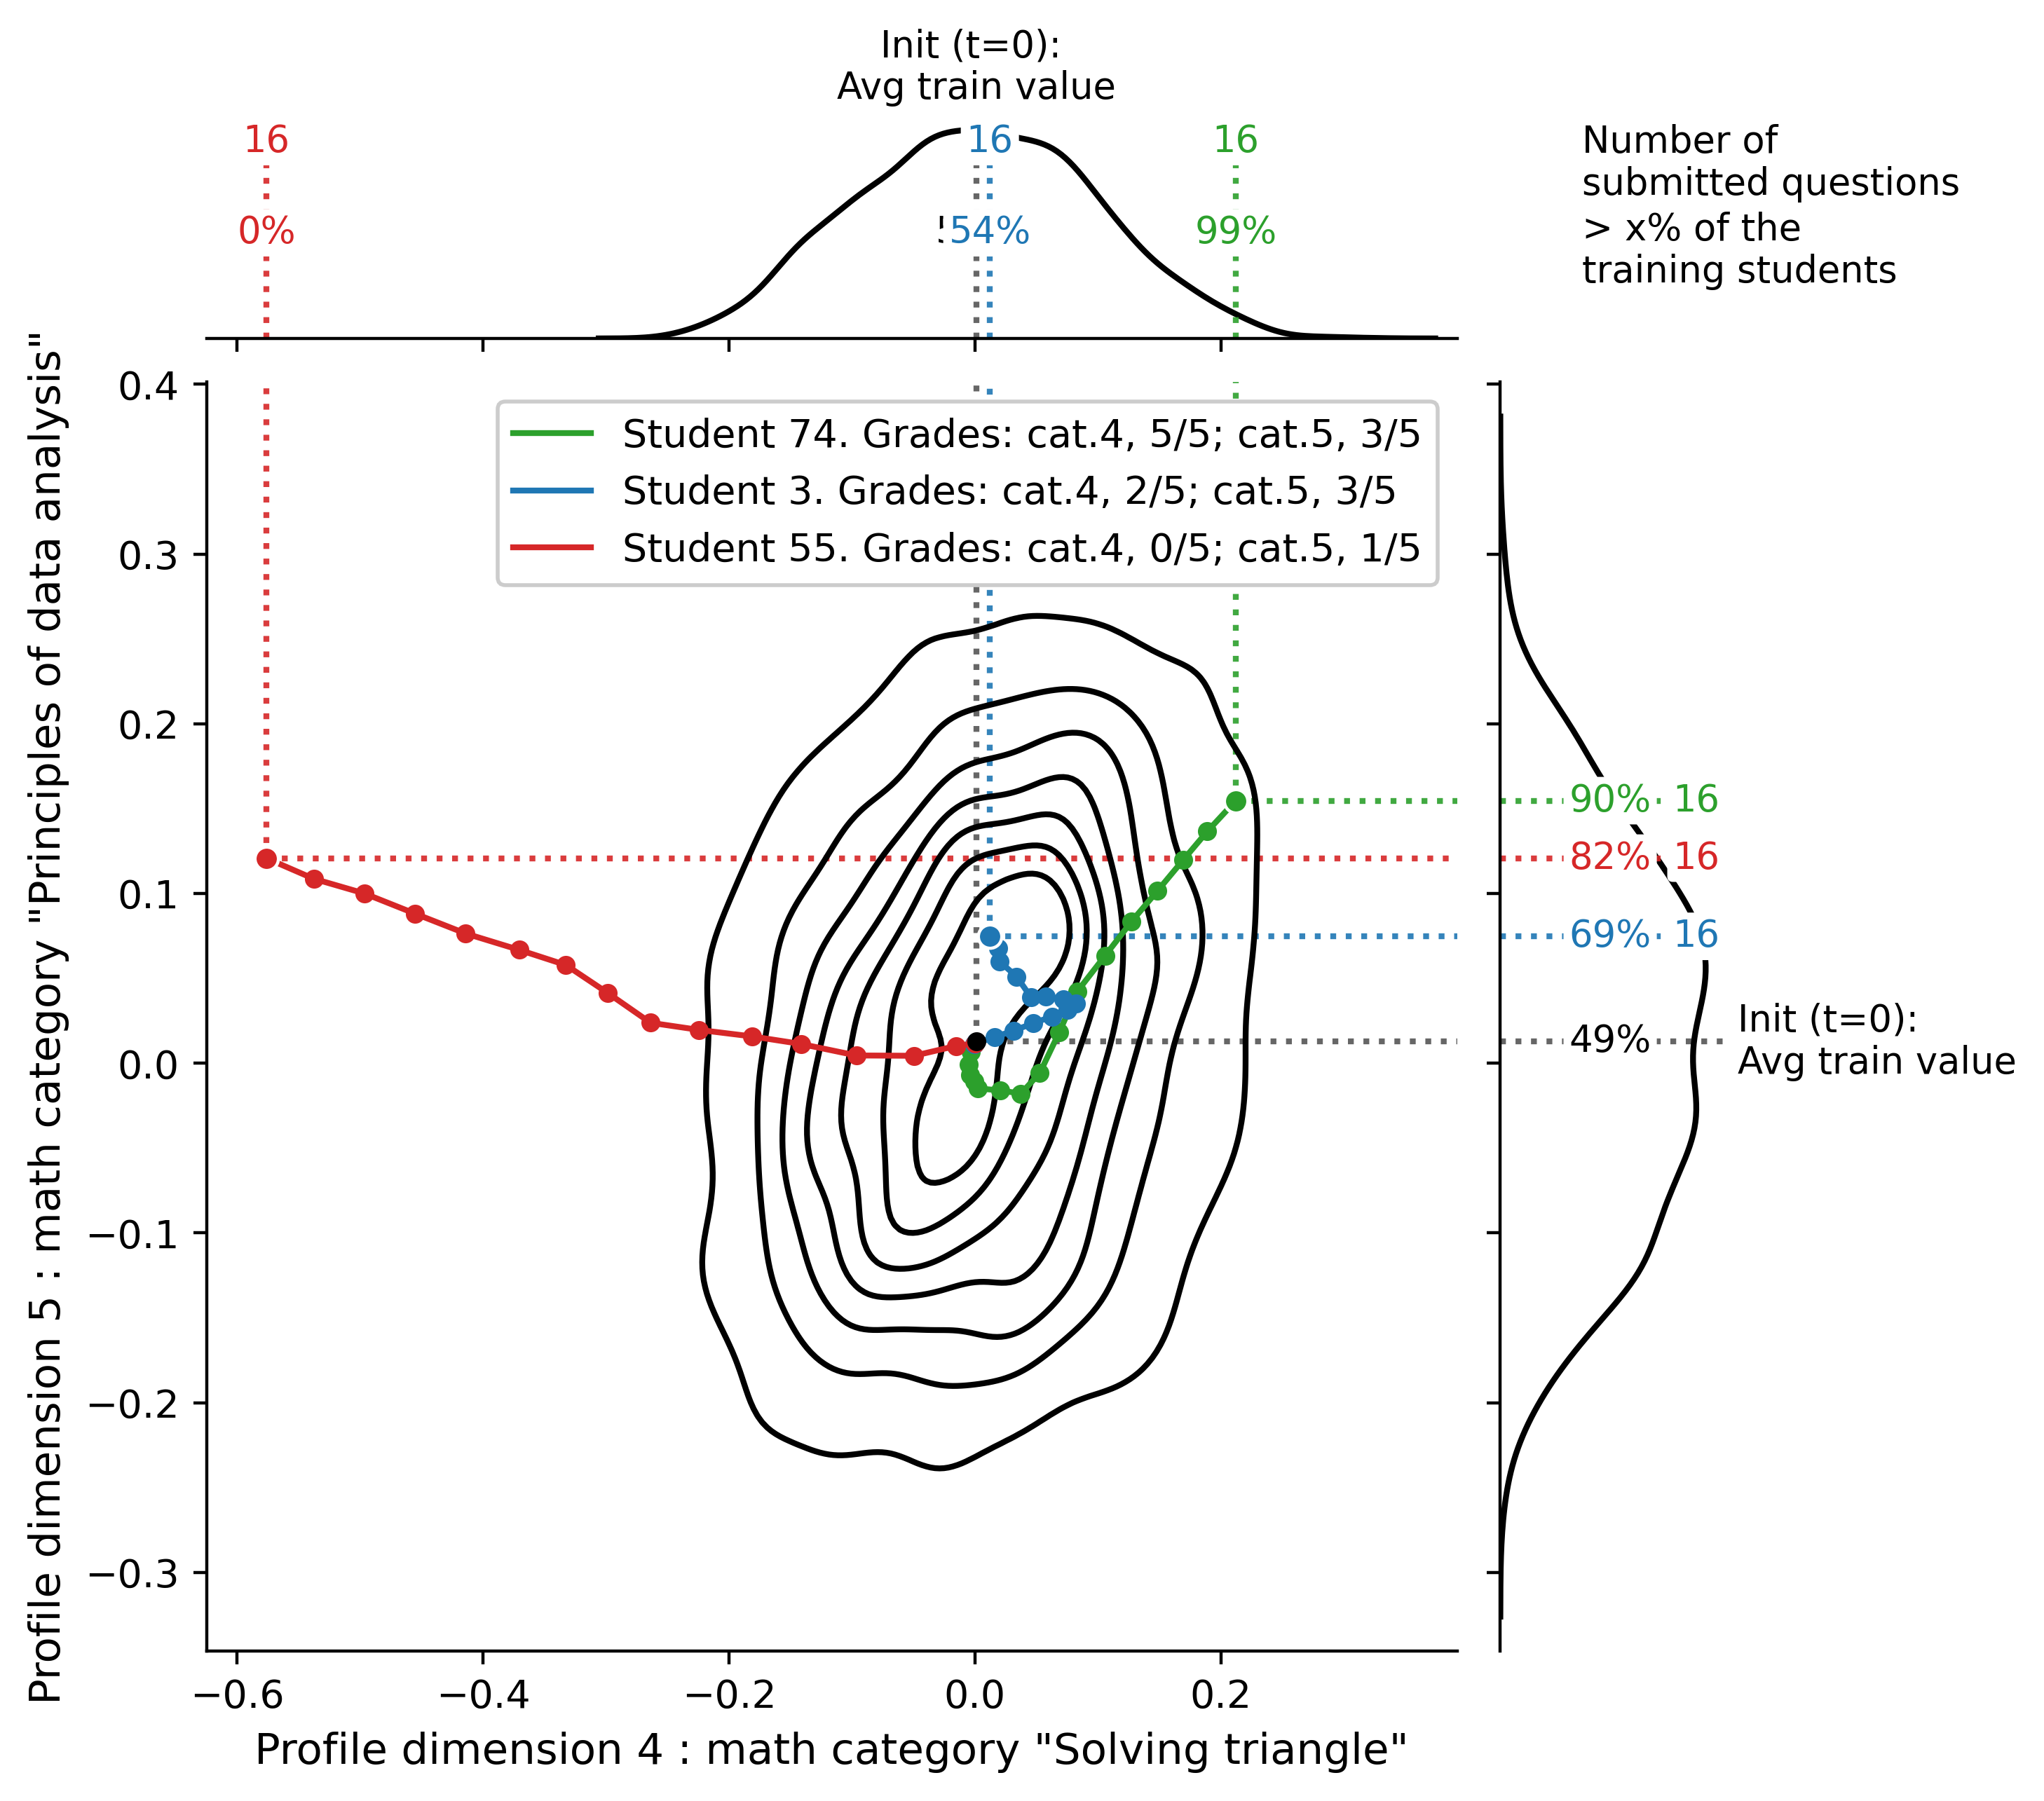 Init (t=0):
Avg train value
16
16
16
0%
54%
99%
Number of
submitted questions
> x% of the
training students
Student 74. Grades: cat.4, 5/5; cat.5, 3/5
Student 3. Grades: cat.4, 2/5; cat.5, 3/5
Student 55. Grades: cat.4, 0/5; cat.5, 1/5
Profile dimension 5 : math category "Principles of data analysis"
0.4
0.3
0.2
0.1
0.0
−0.1
−0.2
−0.3
90% 16
82% 16
69% 16
49%
Init (t=0):
Avg train value
−0.6
−0.4
−0.2
0.0
0.2
Profile dimension 4 : math category "Solving triangle"